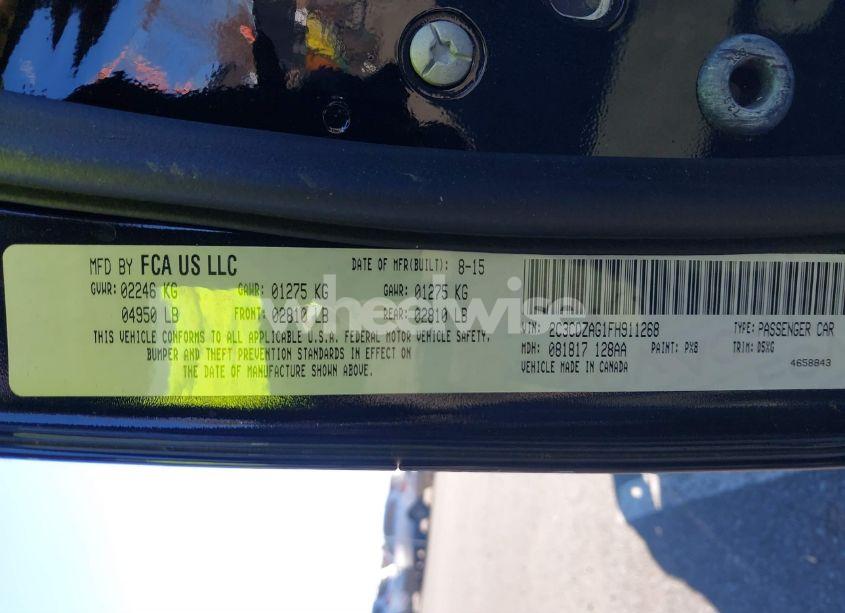 MFD BY FCA US LLC DATE OF MFR(BUILT): 8-15
GVWR: 02246 KG GAWR: 01275 KG GAWR: 01275 KG
04950 LB FRONT: 02810 LB REAR: 02810 LB
THIS VEHICLE CONFORMS TO ALL APPLICABLE U.S.A. FEDERAL MOTOR VEHICLE SAFETY,
BUMPER AND THEFT PREVENTION STANDARDS IN EFFECT ON
THE DATE OF MANUFACTURE SHOWN ABOVE.
VIN: 2C3CDZAG1FH911268 TYPE: PASSENGER CAR
MDH: 081817 128AA PAINT: PX8 TRIM: D5XG
VEHICLE MADE IN CANADA 4658843
wheelwise